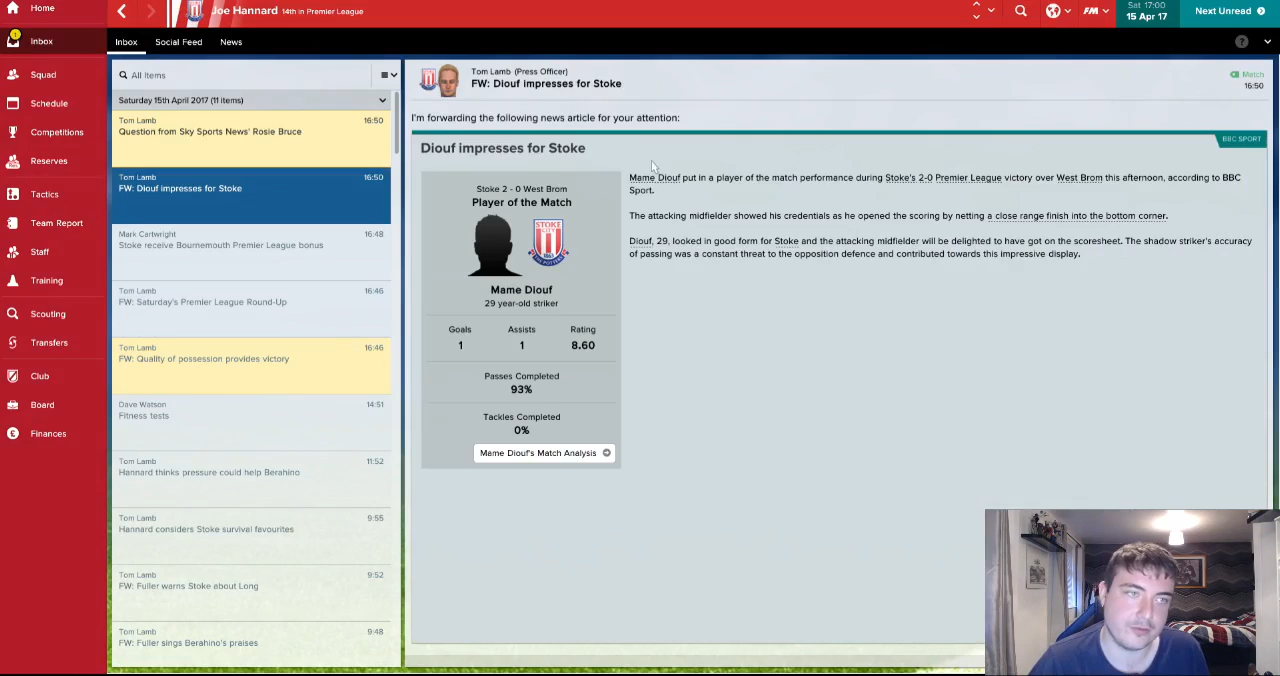 Home
Joe Hannard 14th in Premier League
FM
Sat 17:00
15 Apr 17
Next Unread
1
Inbox
Inbox Social Feed News
?
Squad
Schedule
Competitions
Reserves
Tactics
Team Report
Staff
Training
Scouting
Transfers
Club
Board
Finances
All Items
Saturday 15th April 2017 (11 items)
Tom Lamb 16:50
Question from Sky Sports News' Rosie Bruce
Tom Lamb 16:50
FW: Diouf impresses for Stoke
Mark Cartwright 16:48
Stoke receive Bournemouth Premier League bonus
Tom Lamb 16:46
FW: Saturday's Premier League Round-Up
Tom Lamb 16:46
FW: Quality of possession provides victory
Dave Watson 14:51
Fitness tests
Tom Lamb 11:52
Hannard thinks pressure could help Berahino
Tom Lamb 9:55
Hannard considers Stoke survival favourites
Tom Lamb 9:52
FW: Fuller warns Stoke about Long
Tom Lamb 9:48
FW: Fuller sings Berahino's praises
Tom Lamb (Press Officer)
FW: Diouf impresses for Stoke
Match
16:50
I'm forwarding the following news article for your attention:
BBC SPORT
Diouf impresses for Stoke
Stoke 2 - 0 West Brom
Player of the Match
STOKE CITY
1863
THE POTTERS
Mame Diouf
29 year-old striker
Goals Assists Rating
1 1 8.60
Passes Completed
93%
Tackles Completed
0%
Mame Diouf's Match Analysis
Mame Diouf put in a player of the match performance during Stoke's 2-0 Premier League victory over West Brom this afternoon, according to BBC
Sport.
The attacking midfielder showed his credentials as he opened the scoring by netting a close range finish into the bottom corner.
Diouf, 29, looked in good form for Stoke and the attacking midfielder will be delighted to have got on the scoresheet. The shadow striker's accuracy
of passing was a constant threat to the opposition defence and contributed towards this impressive display.